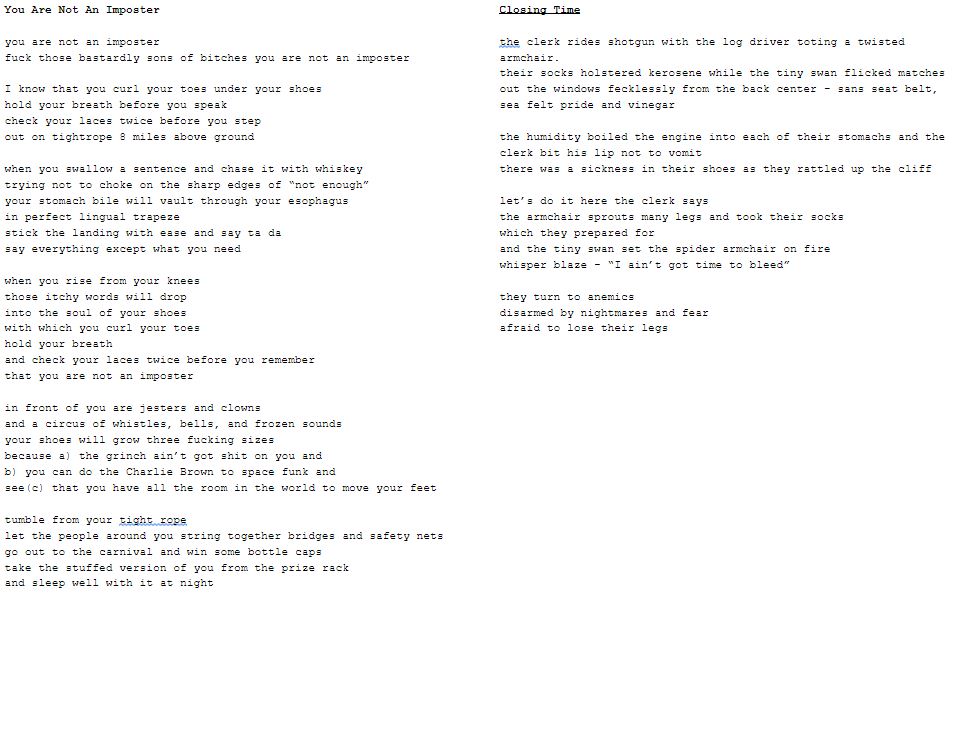 You Are Not An Imposter

you are not an imposter
fuck those bastardly sons of bitches you are not an imposter

I know that you curl your toes under your shoes
hold your breath before you speak
check your laces twice before you step
out on tightrope 8 miles above ground

when you swallow a sentence and chase it with whiskey
trying not to choke on the sharp edges of “not enough”
your stomach bile will vault through your esophagus
in perfect lingual trapeze
stick the landing with ease and say ta da
say everything except what you need

when you rise from your knees
those itchy words will drop
into the soul of your shoes
with which you curl your toes
hold your breath
and check your laces twice before you remember
that you are not an imposter

in front of you are jesters and clowns
and a circus of whistles, bells, and frozen sounds
your shoes will grow three fucking sizes
because a) the grinch ain’t got shit on you and
b) you can do the Charlie Brown to space funk and
see(c) that you have all the room in the world to move your feet

tumble from your tight rope
let the people around you string together bridges and safety nets
go out to the carnival and win some bottle caps
take the stuffed version of you from the prize rack
and sleep well with it at night

Closing Time

the clerk rides shotgun with the log driver toting a twisted
armchair.
their socks holstered kerosene while the tiny swan flicked matches
out the windows fecklessly from the back center - sans seat belt,
sea felt pride and vinegar

the humidity boiled the engine into each of their stomachs and the
clerk bit his lip not to vomit
there was a sickness in their shoes as they rattled up the cliff

let’s do it here the clerk says
the armchair sprouts many legs and took their socks
which they prepared for
and the tiny swan set the spider armchair on fire
whisper blaze - “I ain’t got time to bleed”

they turn to anemics
disarmed by nightmares and fear
afraid to lose their legs